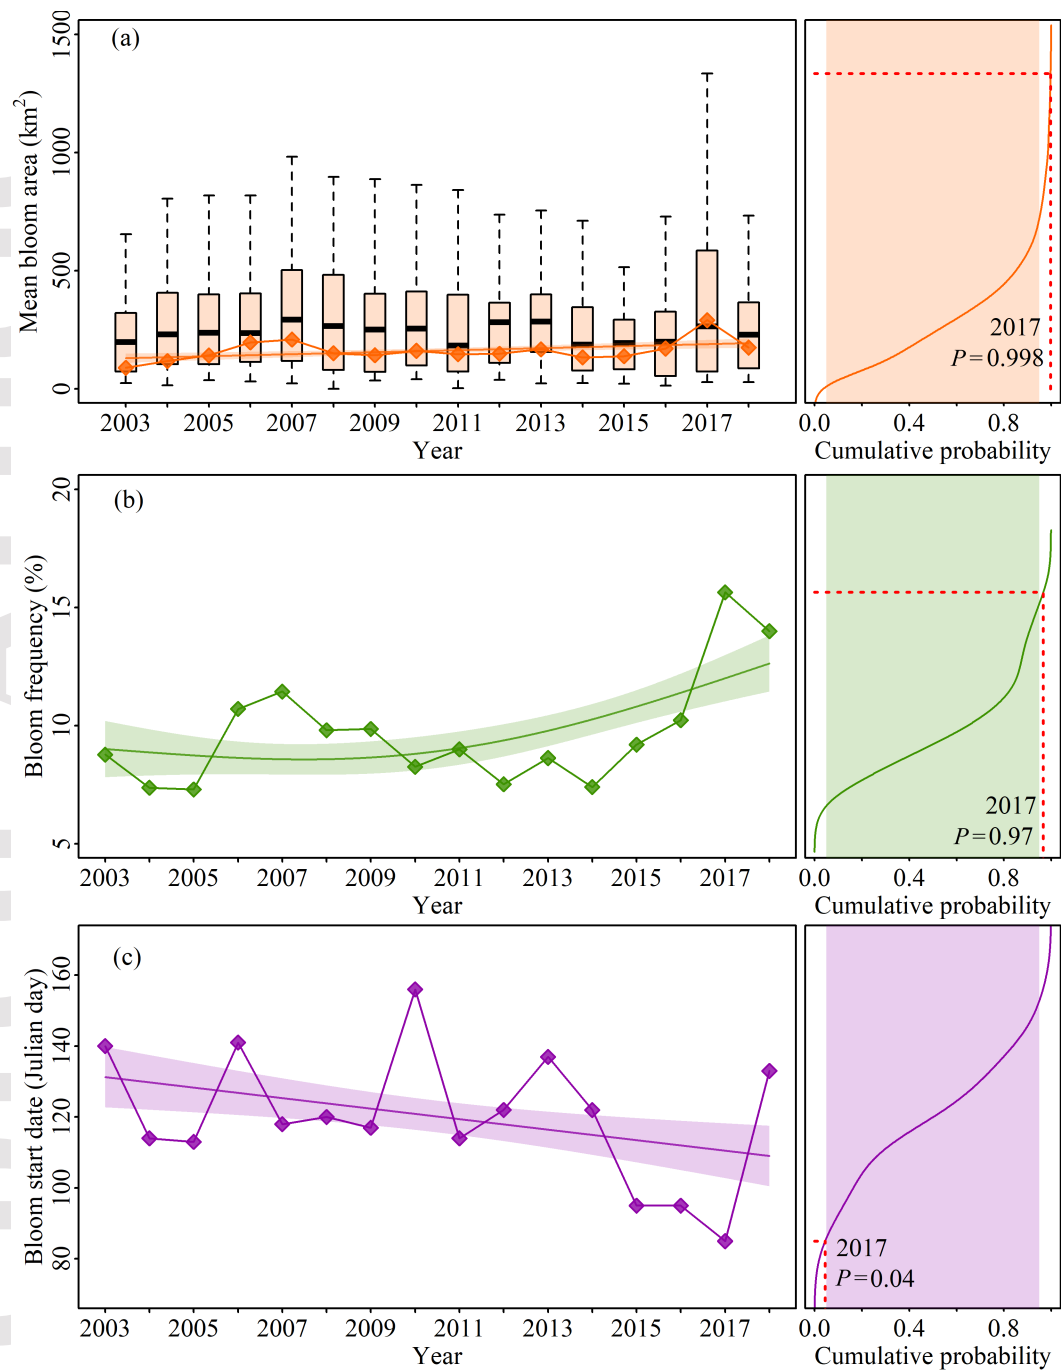 (a)
Mean bloom area (km²)
1500
1000
500
0
2003 2005 2007 2009 2011 2013 2015 2017
Year
2017
P=0.998
0.0 0.4 0.8
Cumulative probability
(b)
Bloom frequency (%)
20
15
10
5
2003 2005 2007 2009 2011 2013 2015 2017
Year
2017
P=0.97
0.0 0.4 0.8
Cumulative probability
(c)
Bloom start date (Julian day)
160
140
120
100
80
2003 2005 2007 2009 2011 2013 2015 2017
Year
2017
P=0.04
0.0 0.4 0.8
Cumulative probability